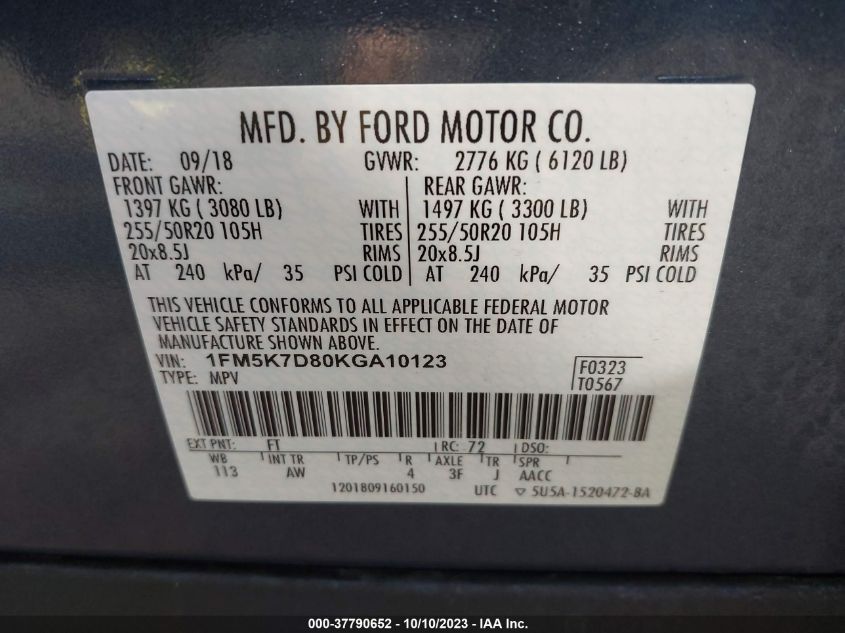 MFD. BY FORD MOTOR CO.
DATE: 09/18 GVWR: 2776 KG ( 6120 LB)
FRONT GAWR: REAR GAWR:
1397 KG ( 3080 LB) WITH 1497 KG ( 3300 LB) WITH
255/50R20 105H TIRES 255/50R20 105H TIRES
20x8.5J RIMS 20x8.5J RIMS
AT 240 kPa/ 35 PSI COLD AT 240 kPa/ 35 PSI COLD
THIS VEHICLE CONFORMS TO ALL APPLICABLE FEDERAL MOTOR
VEHICLE SAFETY STANDARDS IN EFFECT ON THE DATE OF
MANUFACTURE SHOWN ABOVE.
VIN: 1FM5K7D80KGA10123 F0323
TYPE: MPV T0567
EXT PNT: FT RC: 72 DSO:
WB INT TR TP/PS R AXLE TR SPR
113 AW 4 3F J AACC
1201809160150 UTC ▽ 5U5A-1520472-BA
000-37790652 - 10/10/2023 - IAA Inc.